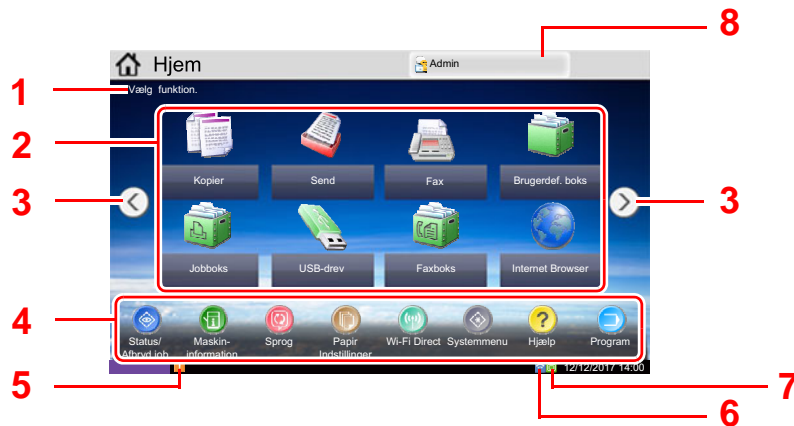 8
Hjem
Admin
1
Vælg funktion.
2
Kopier
Send
Fax
Brugerdef. boks
3
3
Jobboks
USB-drev
Faxboks
Internet Browser
4
Status/
Afbryd job
Maskin-
information
Sprog
Papir
Indstillinger
Wi-Fi Direct
Systemmenu
Hjælp
Program
12/12/2017 14:00
5
6
7